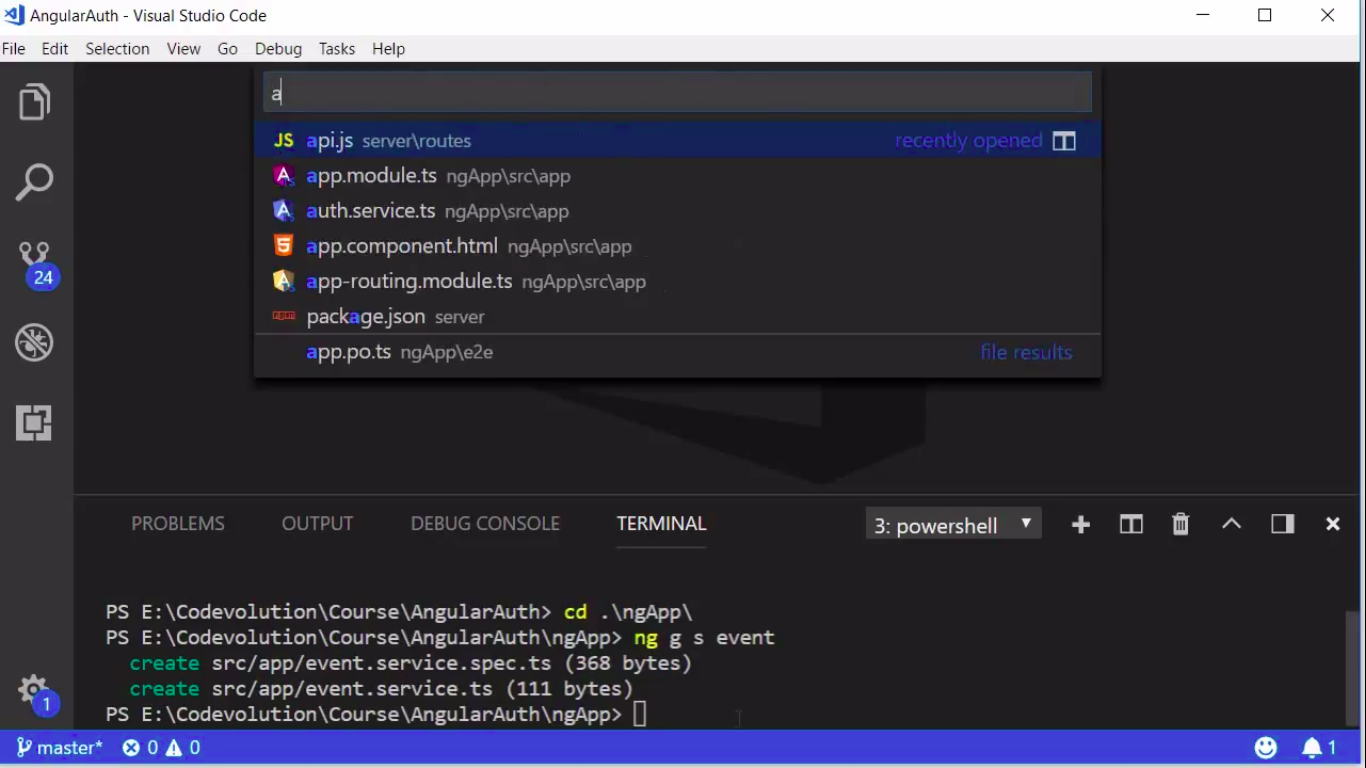 AngularAuth - Visual Studio Code
File Edit Selection View Go Debug Tasks Help
a
JS api.js server\routes recently opened
app.module.ts ngApp\src\app
auth.service.ts ngApp\src\app
app.component.html ngApp\src\app
app-routing.module.ts ngApp\src\app
package.json server
app.po.ts ngApp\e2e file results
24
PROBLEMS OUTPUT DEBUG CONSOLE TERMINAL 3: powershell
PS E:\Codevolution\Course\AngularAuth> cd .\ngApp\
PS E:\Codevolution\Course\AngularAuth\ngApp> ng g s event
create src/app/event.service.spec.ts (368 bytes)
create src/app/event.service.ts (111 bytes)
1
PS E:\Codevolution\Course\AngularAuth\ngApp>
master* 0 0 1